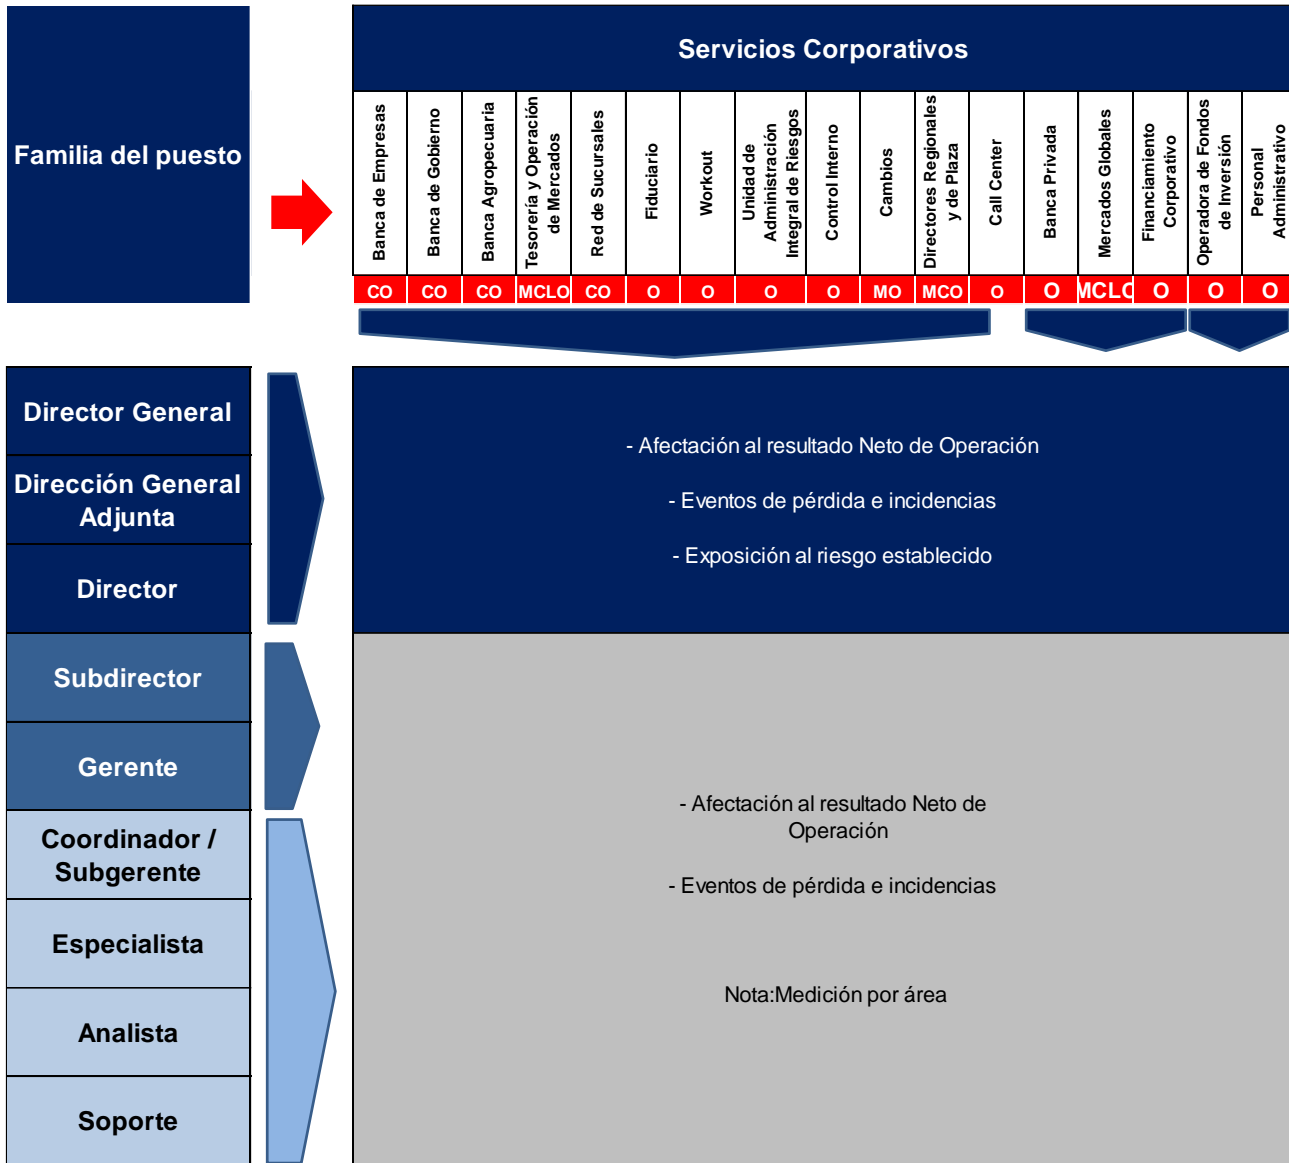 Familia del puesto
Servicios Corporativos
Banca de Empresas
Banca de Gobierno
Banca Agropecuaria
Tesorería y Operación
de Mercados
Red de Sucursales
Fiduciario
Workout
Unidad de
Administración
Integral de Riesgos
Control Interno
Cambios
Directores Regionales
y de Plaza
Call Center
Banca Privada
Mercados Globales
Financiamiento
Corporativo
Operadora de Fondos
de Inversión
Personal
Administrativo
CO CO CO MCLO CO O O O O MO MCO O O MCLO O O O
Director General
Dirección General
Adjunta
Director
- Afectación al resultado Neto de Operación
- Eventos de pérdida e incidencias
- Exposición al riesgo establecido
Subdirector
Gerente
Coordinador /
Subgerente
Especialista
Analista
Soporte
- Afectación al resultado Neto de
Operación
- Eventos de pérdida e incidencias
Nota:Medición por área